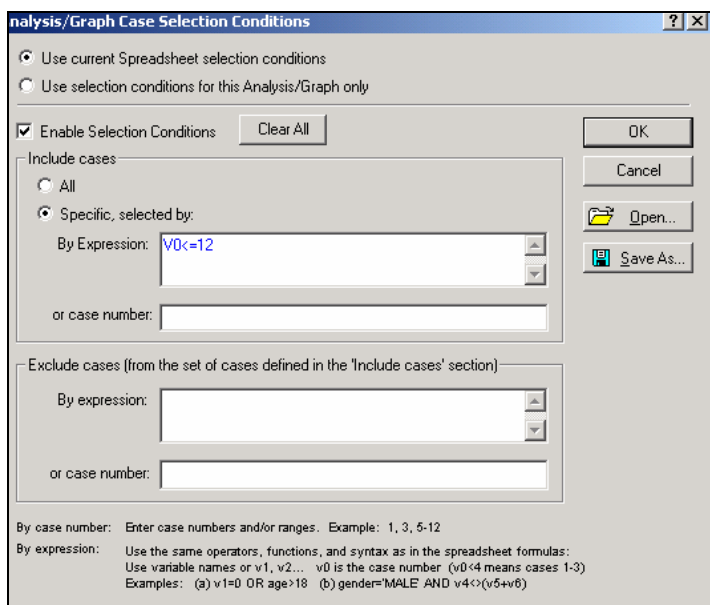 nalysis/Graph Case Selection Conditions
Use current Spreadsheet selection conditions
Use selection conditions for this Analysis/Graph only
Enable Selection Conditions
Clear All
OK
Include cases
Cancel
All
Specific, selected by:
Open...
By Expression: V0<=12
Save As...
or case number:
Exclude cases (from the set of cases defined in the 'Include cases' section)
By expression:
or case number:
By case number: Enter case numbers and/or ranges. Example: 1, 3, 5-12
By expression: Use the same operators, functions, and syntax as in the spreadsheet formulas:
Use variable names or v1, v2... v0 is the case number (v0<4 means cases 1-3)
Examples: (a) v1=0 OR age>18 (b) gender='MALE' AND v4<>(v5+v6)